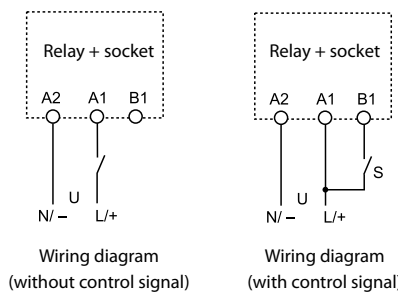 Relay + socket
A2 A1 B1
U
N/ – L/+
Wiring diagram
(without control signal)
Relay + socket
A2 A1 B1
S
U
N/ – L/+
Wiring diagram
(with control signal)